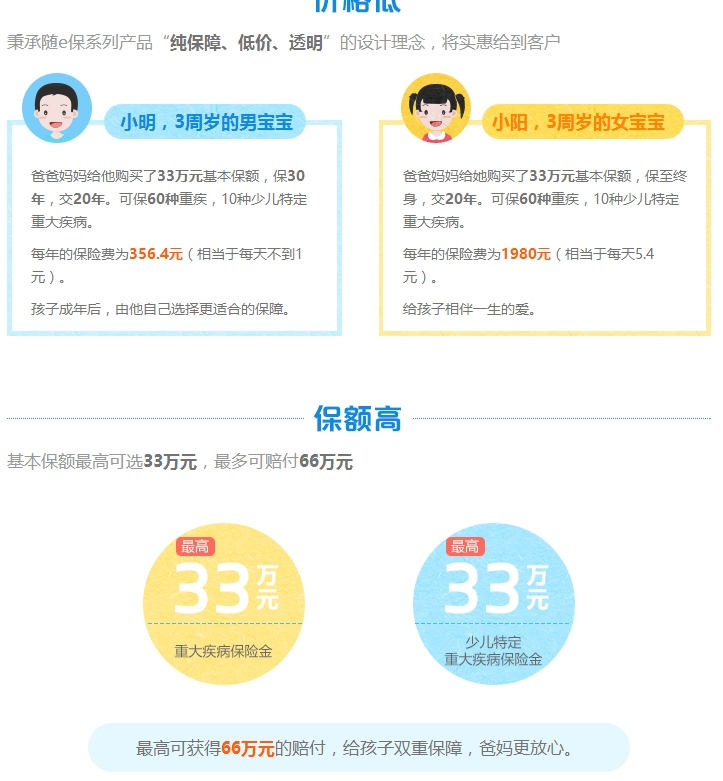 价格低
秉承随e保系列产品“纯保障、低价、透明”的设计理念，将实惠给到客户
小明，3周岁的男宝宝
爸爸妈妈给他购买了33万元基本保额，保30
年，交20年。可保60种重疾，10种少儿特定
重大疾病。
每年的保险费为356.4元（相当于每天不到1
元）。
孩子成年后，由他自己选择更适合的保障。
小阳，3周岁的女宝宝
爸爸妈妈给她购买了33万元基本保额，保至终
身，交20年。可保60种重疾，10种少儿特定
重大疾病。
每年的保险费为1980元（相当于每天5.4
元）。
给孩子相伴一生的爱。
保额高
基本保额最高可选33万元，最多可赔付66万元
最高
33万元
重大疾病保险金
最高
33万元
少儿特定
重大疾病保险金
最高可获得66万元的赔付，给孩子双重保障，爸妈更放心。